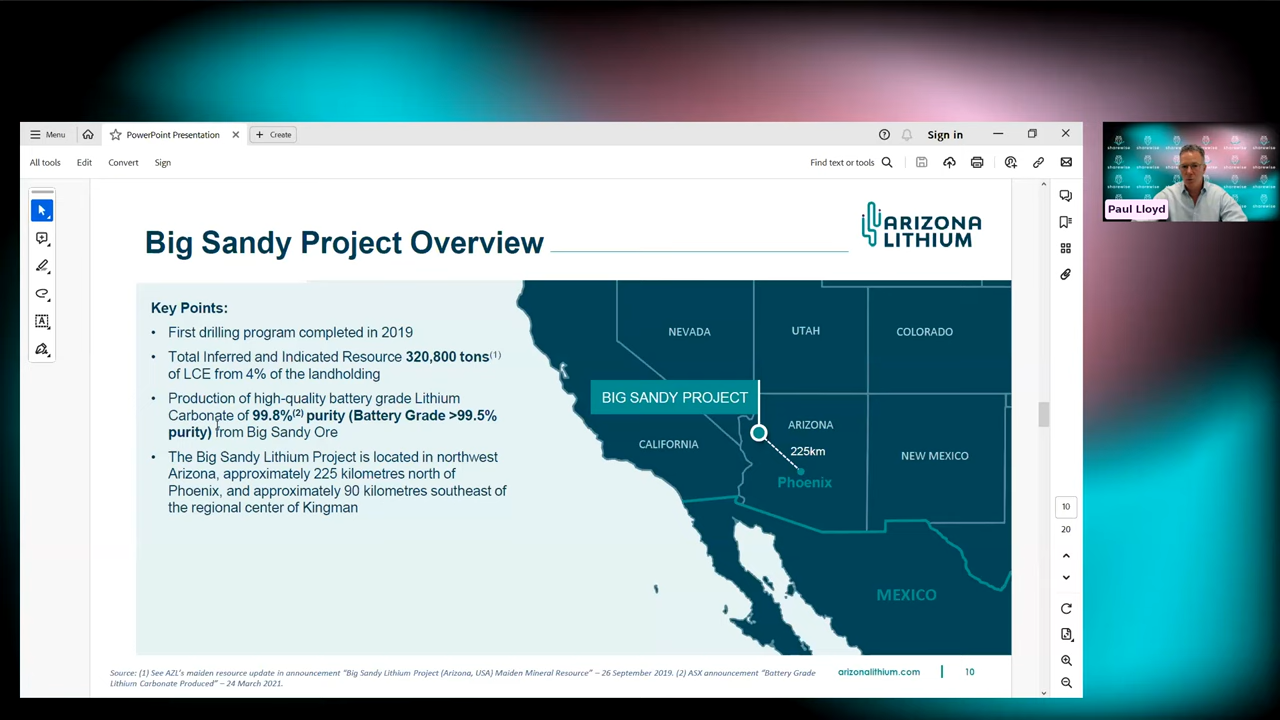 Menu
PowerPoint Presentation
Create
Sign in
All tools
Edit
Convert
Sign
Find text or tools
Big Sandy Project Overview
ARIZONA
LITHIUM
Key Points:
• First drilling program completed in 2019
• Total Inferred and Indicated Resource 320,800 tons(1)
of LCE from 4% of the landholding
• Production of high-quality battery grade Lithium
Carbonate of 99.8%(2) purity (Battery Grade >99.5%
purity) from Big Sandy Ore
• The Big Sandy Lithium Project is located in northwest
Arizona, approximately 225 kilometres north of
Phoenix, and approximately 90 kilometres southeast of
the regional center of Kingman
NEVADA
UTAH
COLORADO
BIG SANDY PROJECT
ARIZONA
CALIFORNIA
225km
NEW MEXICO
Phoenix
MEXICO
Source: (1) See AZL's maiden resource update in announcement "Big Sandy Lithium Project (Arizona, USA) Maiden Mineral Resource" – 26 September 2019. (2) ASX announcement "Battery Grade
Lithium Carbonate Produced" – 24 March 2021.
arizonalithium.com
10
10
20
sharewise
Paul Lloyd